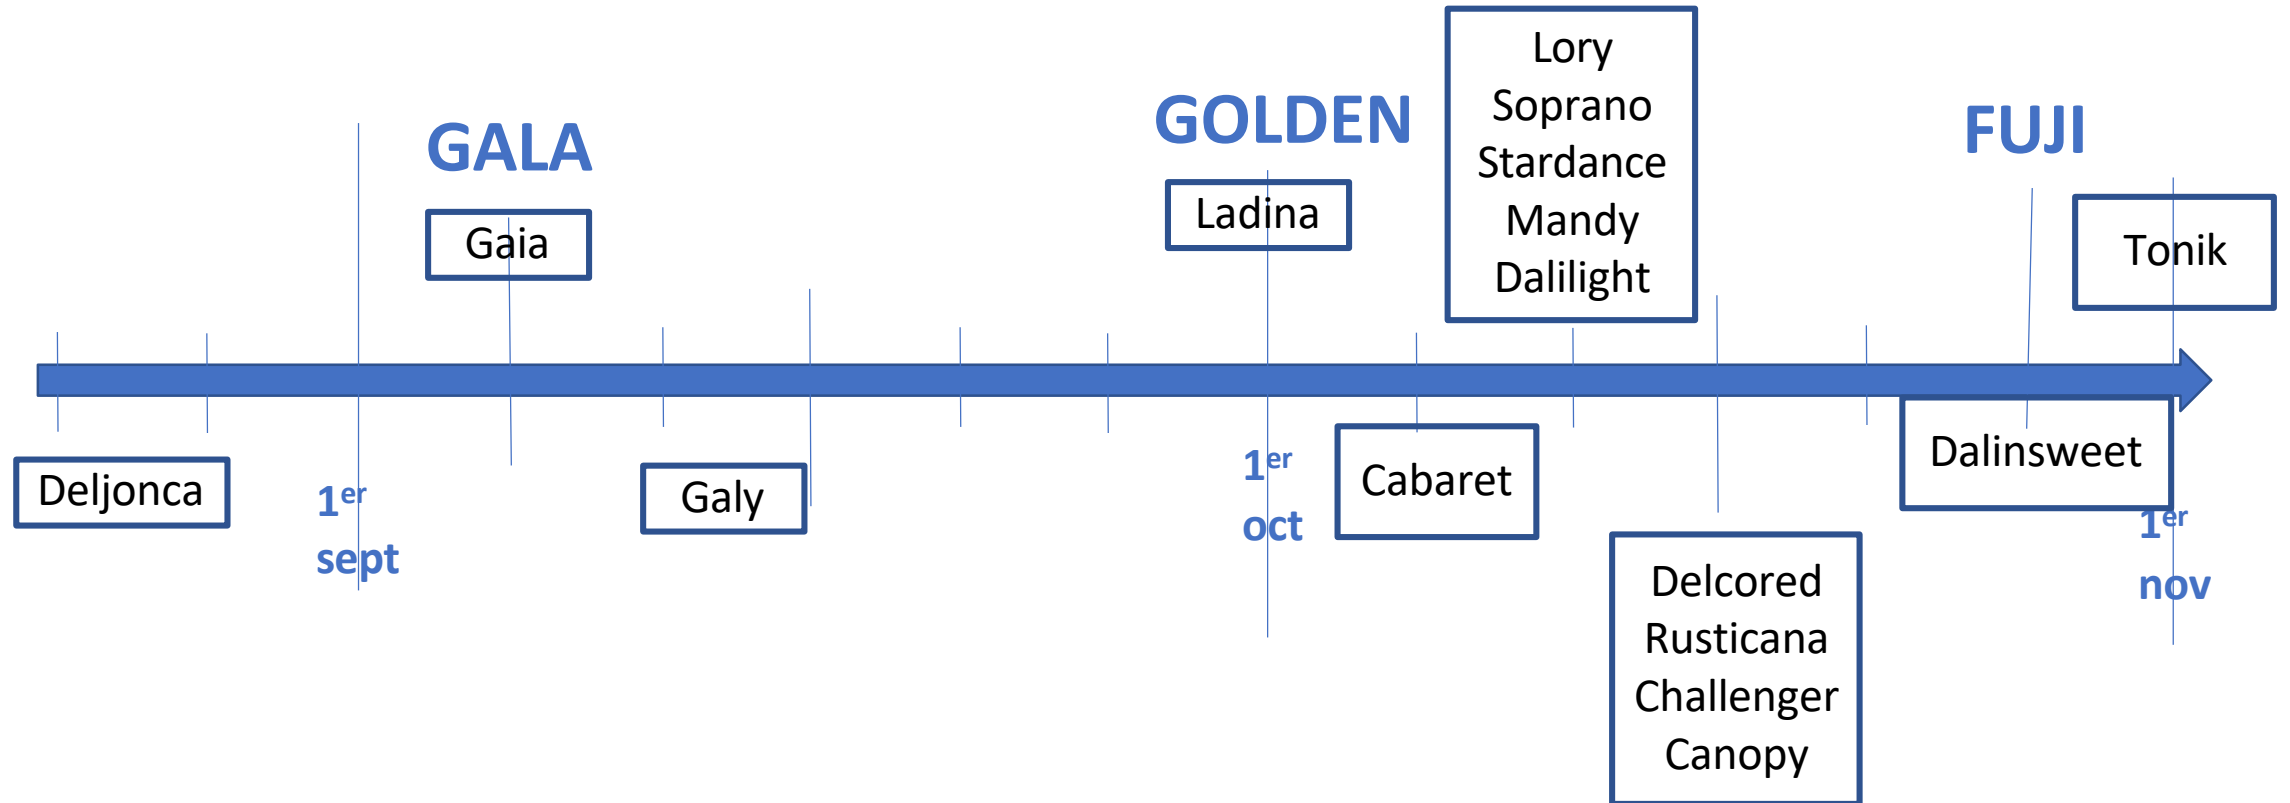 GALA
GOLDEN
FUJI
Gaia
Ladina
Lory
Soprano
Stardance
Mandy
Dalilight
Tonik
Deljonca
1er
sept
Galy
1er
oct
Cabaret
Delcored
Rusticana
Challenger
Canopy
Dalinsweet
1er
nov